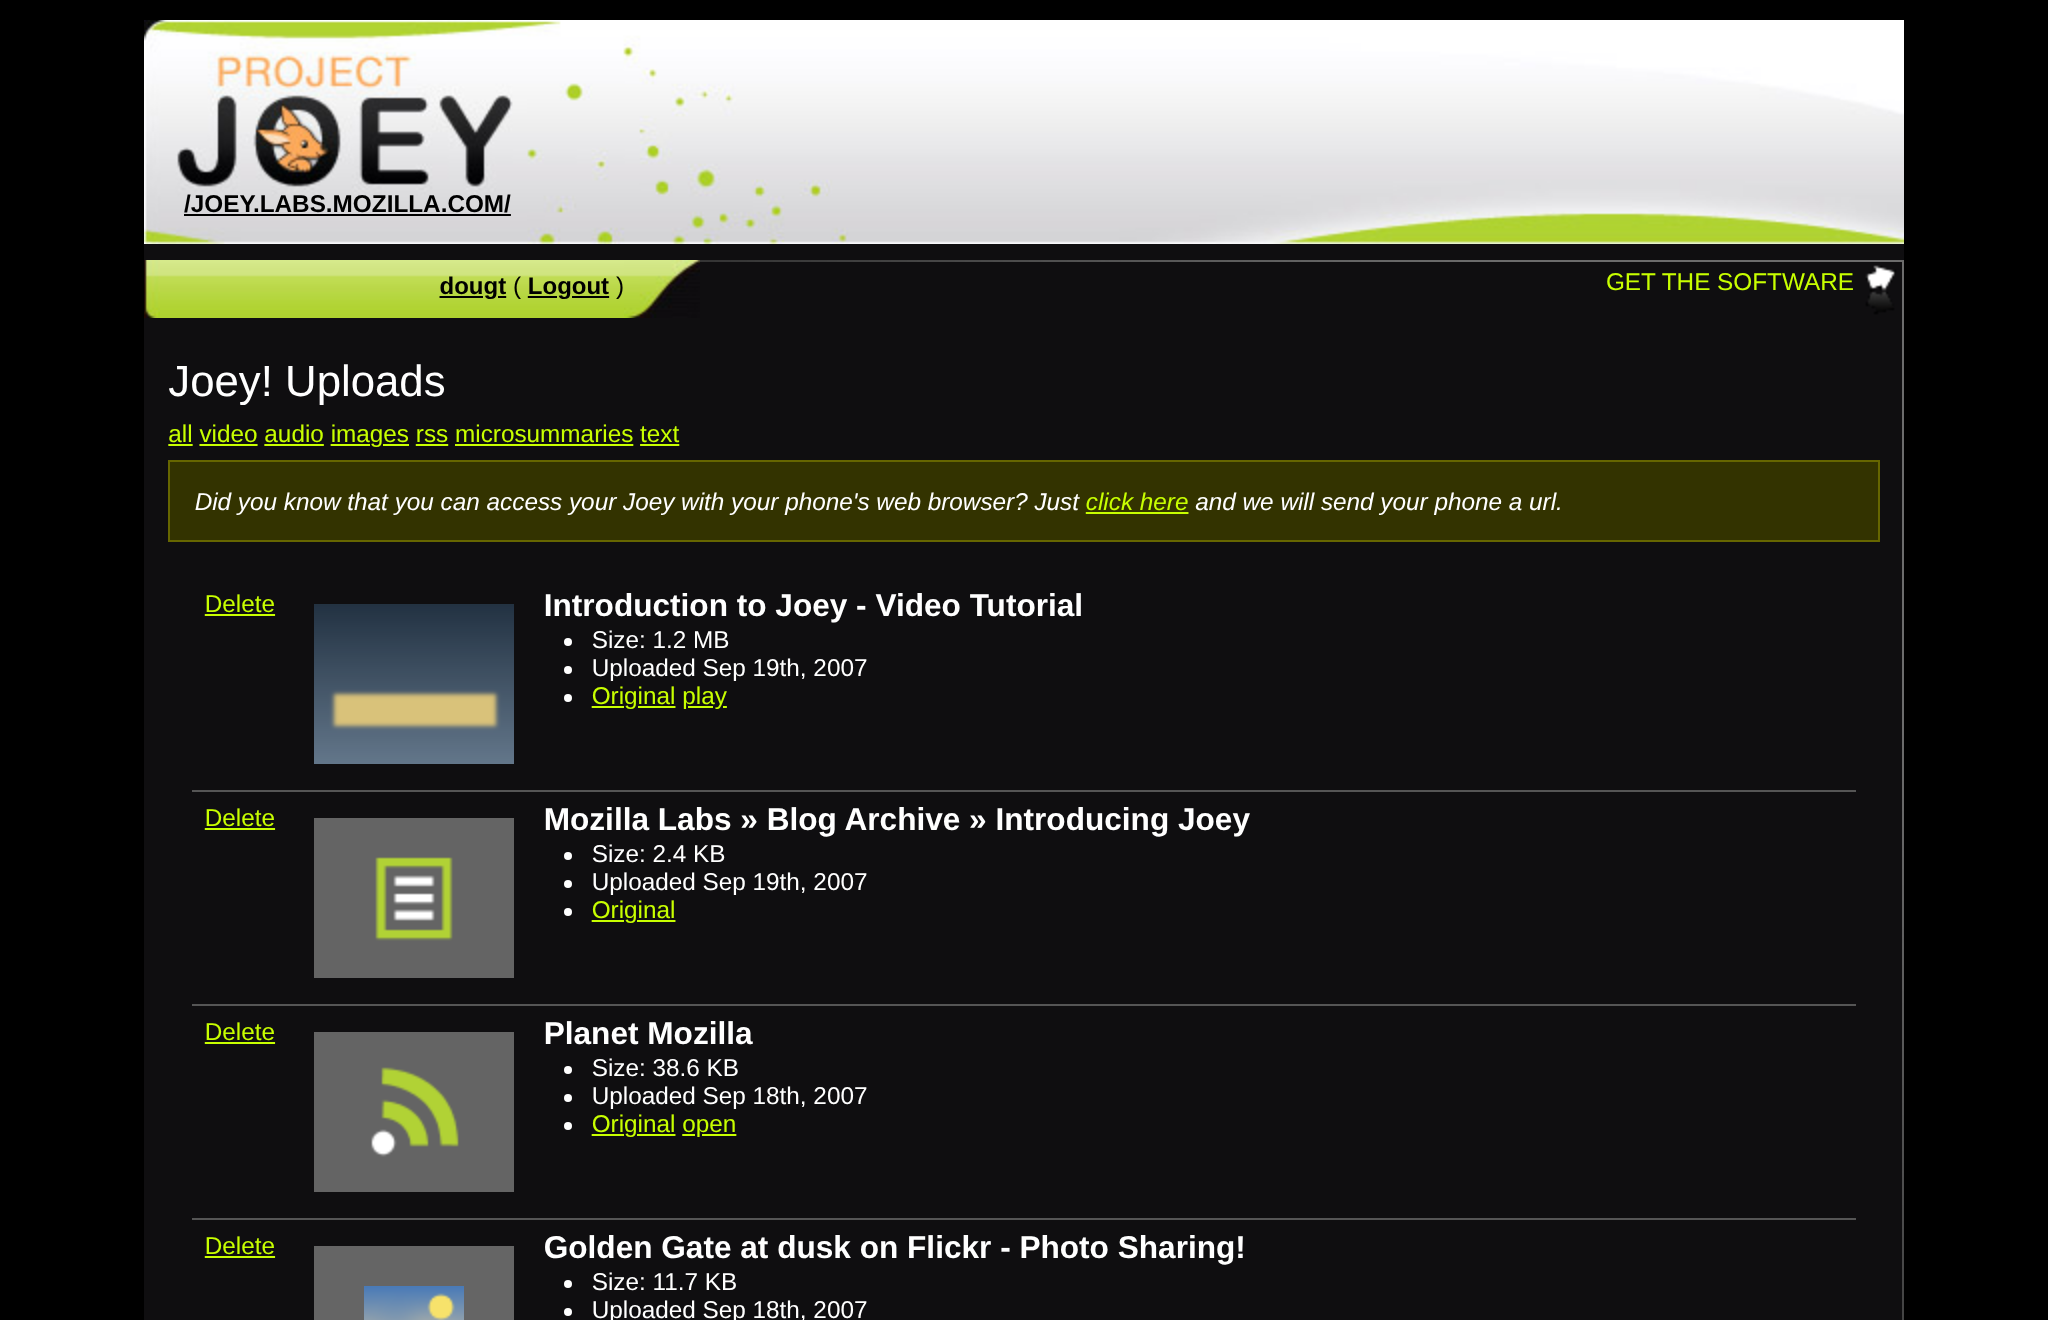 PROJECT
JOEY
/JOEY.LABS.MOZILLA.COM/
dougt ( Logout )
GET THE SOFTWARE
Joey! Uploads
all video audio images rss microsummaries text
Did you know that you can access your Joey with your phone's web browser? Just click here and we will send your phone a url.
Delete
Introduction to Joey - Video Tutorial
Size: 1.2 MB
Uploaded Sep 19th, 2007
Original play
Delete
Mozilla Labs » Blog Archive » Introducing Joey
Size: 2.4 KB
Uploaded Sep 19th, 2007
Original
Delete
Planet Mozilla
Size: 38.6 KB
Uploaded Sep 18th, 2007
Original open
Delete
Golden Gate at dusk on Flickr - Photo Sharing!
Size: 11.7 KB
Uploaded Sep 18th, 2007